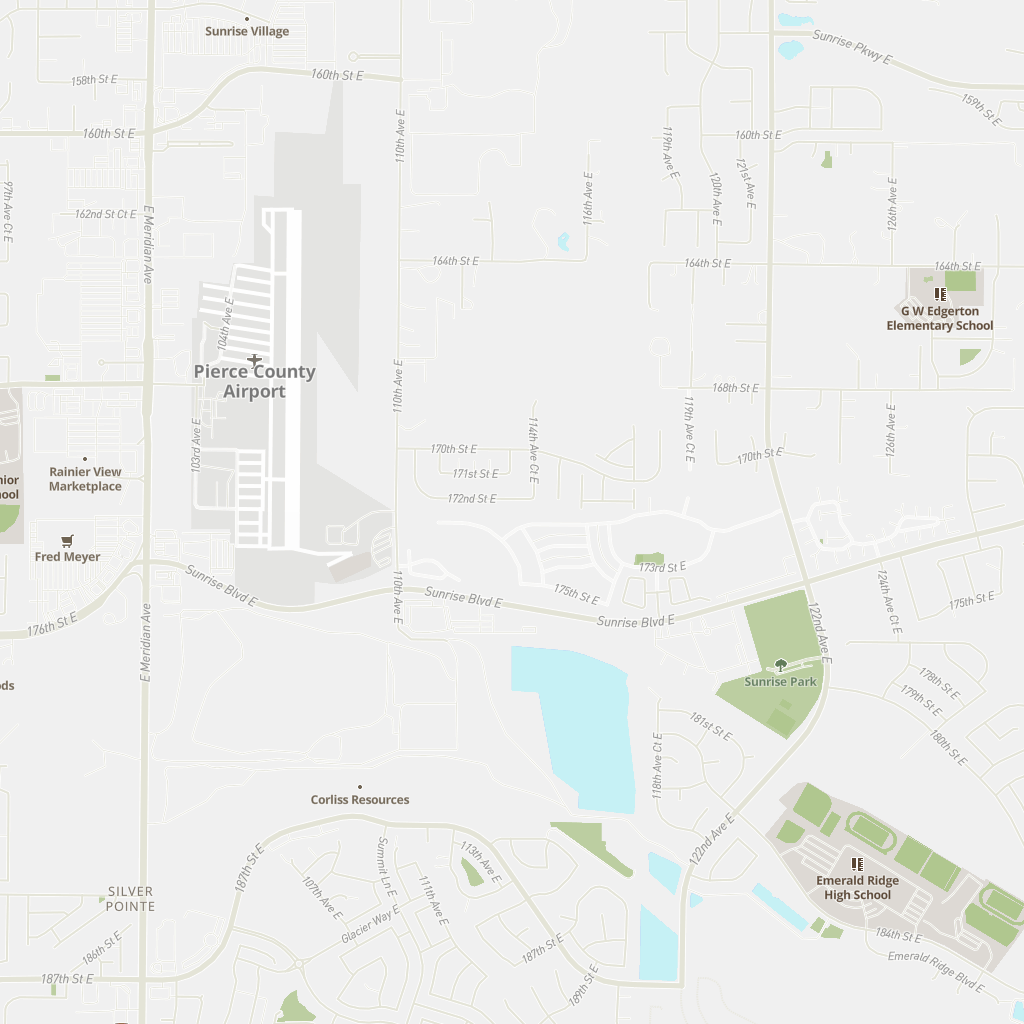 Sunrise Village
Sunrise Pkwy E
158th St E
160th St E
159th St E
160th St E
110th Ave E
119th Ave E
160th St E
97th Ave Ct E
121st Ave E
120th Ave E
116th Ave E
126th Ave E
162nd St Ct E
E Meridian Ave
164th St E
164th St E
164th St E
G W Edgerton
Elementary School
104th Ave E
Pierce County
Airport
110th Ave E
168th St E
119th Ave Ct E
126th Ave E
114th Ave Ct E
103rd Ave E
170th St E
170th St E
Rainier View
Marketplace
nior
ool
171st St E
172nd St E
Fred Meyer
173rd St E
Sunrise Blvd E
110th Ave E
Sunrise Blvd E
175th St E
124th Ave Ct E
175th St E
176th St E
E Meridian Ave
Sunrise Blvd E
122nd Ave E
ods
Sunrise Park
178th St E
179th St E
181st St E
180th St E
118th Ave Ct E
Corliss Resources
122nd Ave E
187th St E
Summit Ln E
113th Ave E
107th Ave E
111th Ave E
Emerald Ridge
High School
SILVER
POINTE
Glacier Way E
186th St E
187th St E
184th St E
Emerald Ridge Blvd E
187th St E
189th St E